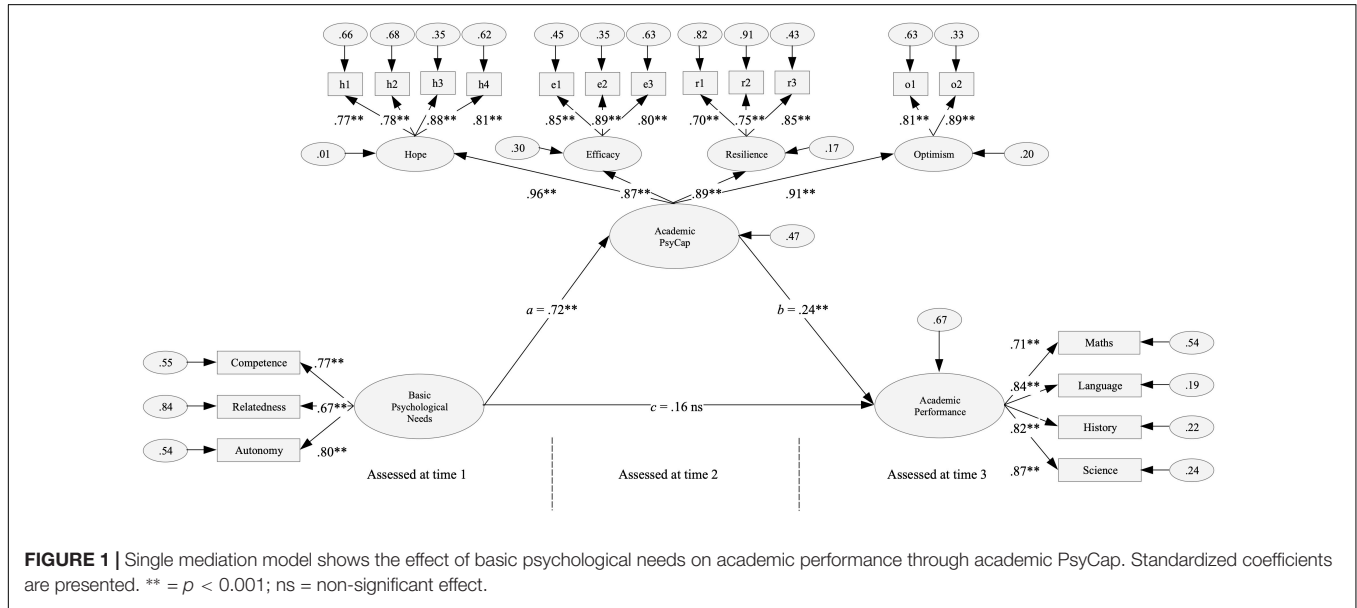 .66 .68 .35 .62 .45 .35 .63 .82 .91 .43 .63 .33
h1 h2 h3 h4 e1 e2 e3 r1 r2 r3 o1 o2
.77** .78** .88** .81** .85** .89** .80** .70** .75** .85** .81** .89**
.01 Hope .30 Efficacy Resilience .17 Optimism .20
.96** .87** .89** .91**
Academic
PsyCap
.47
a = .72** b = .24**
.67
.55 Competence .77**
.84 Relatedness .67**
.54 Autonomy .80**
Basic
Psychological
Needs
c = .16 ns
Academic
Performance
.71** Maths .54
.84** Language .19
.82** History .22
.87** Science .24
Assessed at time 1 Assessed at time 2 Assessed at time 3
FIGURE 1 | Single mediation model shows the effect of basic psychological needs on academic performance through academic PsyCap. Standardized coefficients
are presented. ** = p < 0.001; ns = non-significant effect.